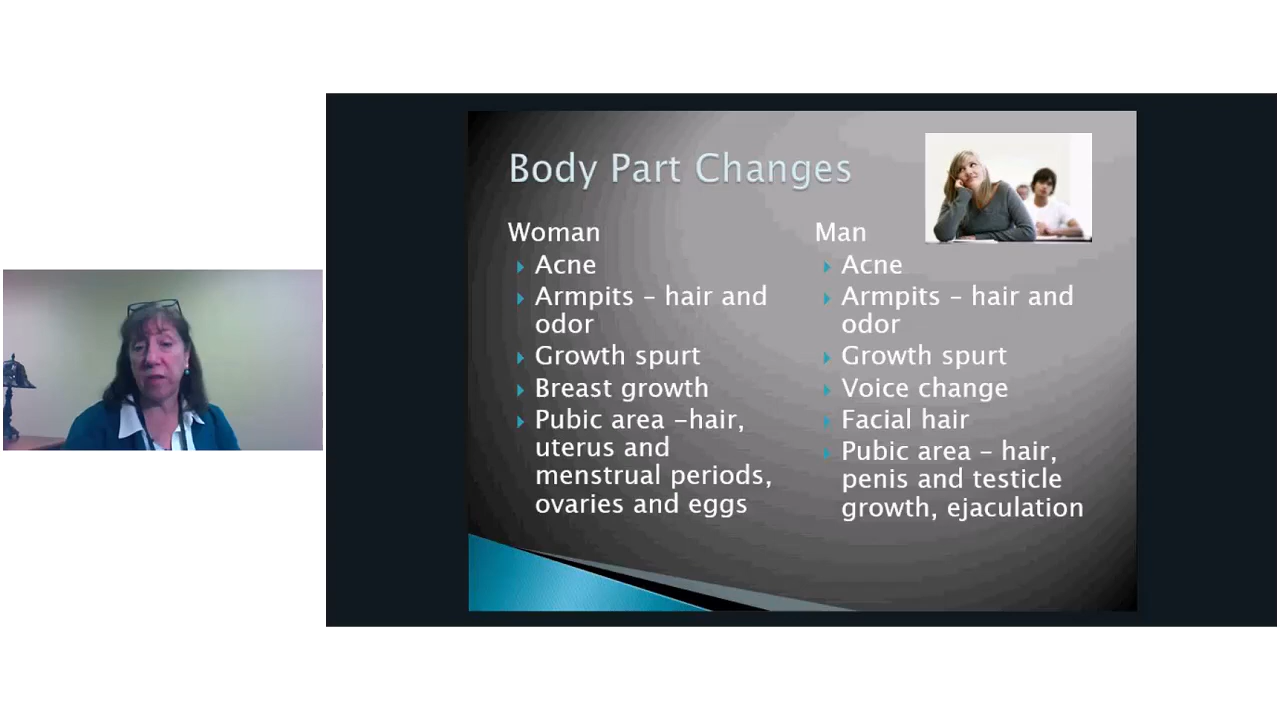 Body Part Changes
Woman
Acne
Armpits – hair and
odor
Growth spurt
Breast growth
Pubic area –hair,
uterus and
menstrual periods,
ovaries and eggs
Man
Acne
Armpits – hair and
odor
Growth spurt
Voice change
Facial hair
Pubic area – hair,
penis and testicle
growth, ejaculation